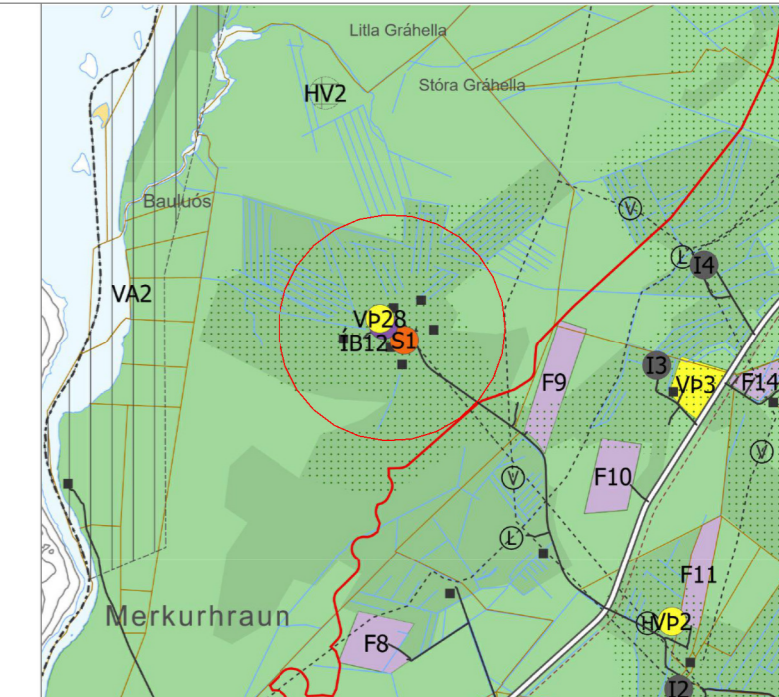 Litla Gráhella
HV2
Stóra Gráhella
Bauluós
V
L
I4
VA2
VÞ28
S1
ÍB12
I3
VÞ3
F14
F9
V
F10
V
L
F11
H
VÞ2
Merkurhraun
F8
I2